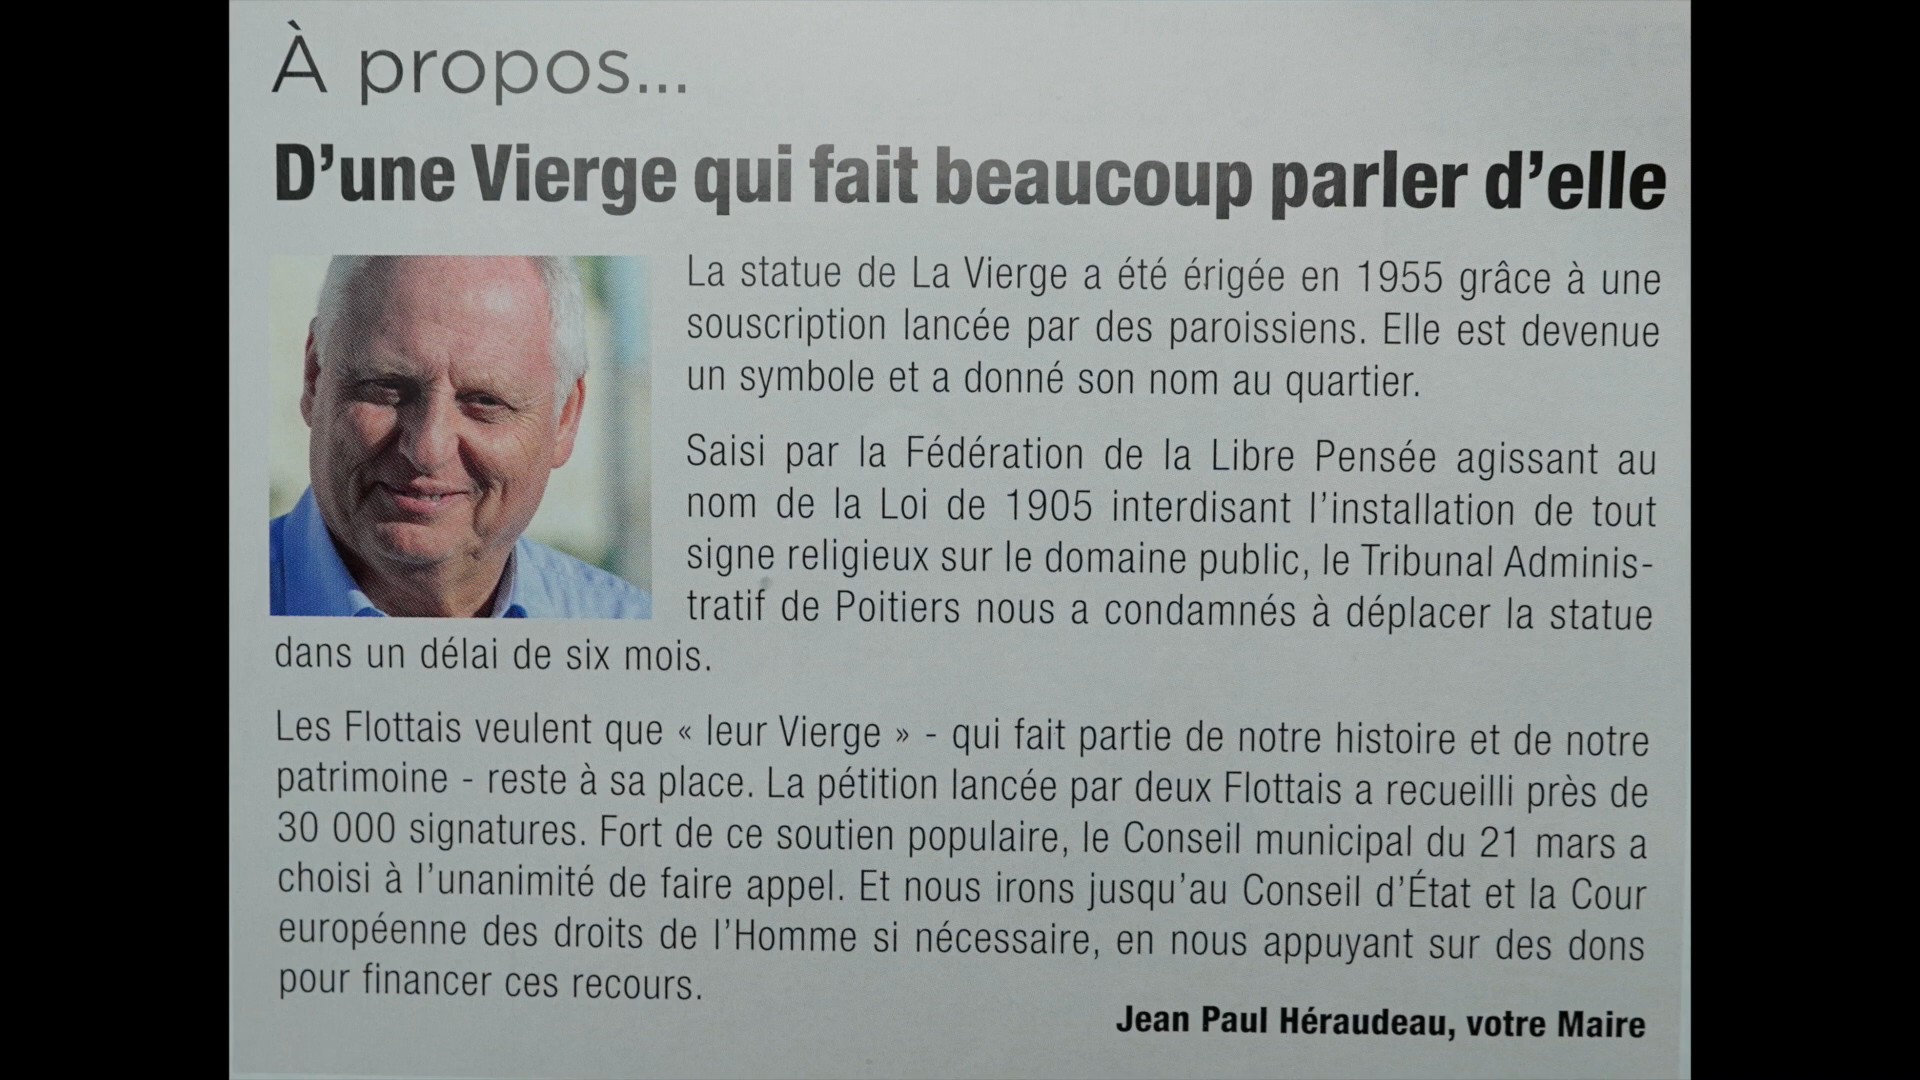 À propos...
D'une Vierge qui fait beaucoup parler d'elle
La statue de La Vierge a été érigée en 1955 grâce à une
souscription lancée par des paroissiens. Elle est devenue
un symbole et a donné son nom au quartier.
Saisi par la Fédération de la Libre Pensée agissant au
nom de la Loi de 1905 interdisant l'installation de tout
signe religieux sur le domaine public, le Tribunal Adminis-
tratif de Poitiers nous a condamnés à déplacer la statue
dans un délai de six mois.
Les Flottais veulent que « leur Vierge » - qui fait partie de notre histoire et de notre
patrimoine - reste à sa place. La pétition lancée par deux Flottais a recueilli près de
30 000 signatures. Fort de ce soutien populaire, le Conseil municipal du 21 mars a
choisi à l'unanimité de faire appel. Et nous irons jusqu'au Conseil d'État et la Cour
européenne des droits de l'Homme si nécessaire, en nous appuyant sur des dons
pour financer ces recours.
Jean Paul Héraudeau, votre Maire